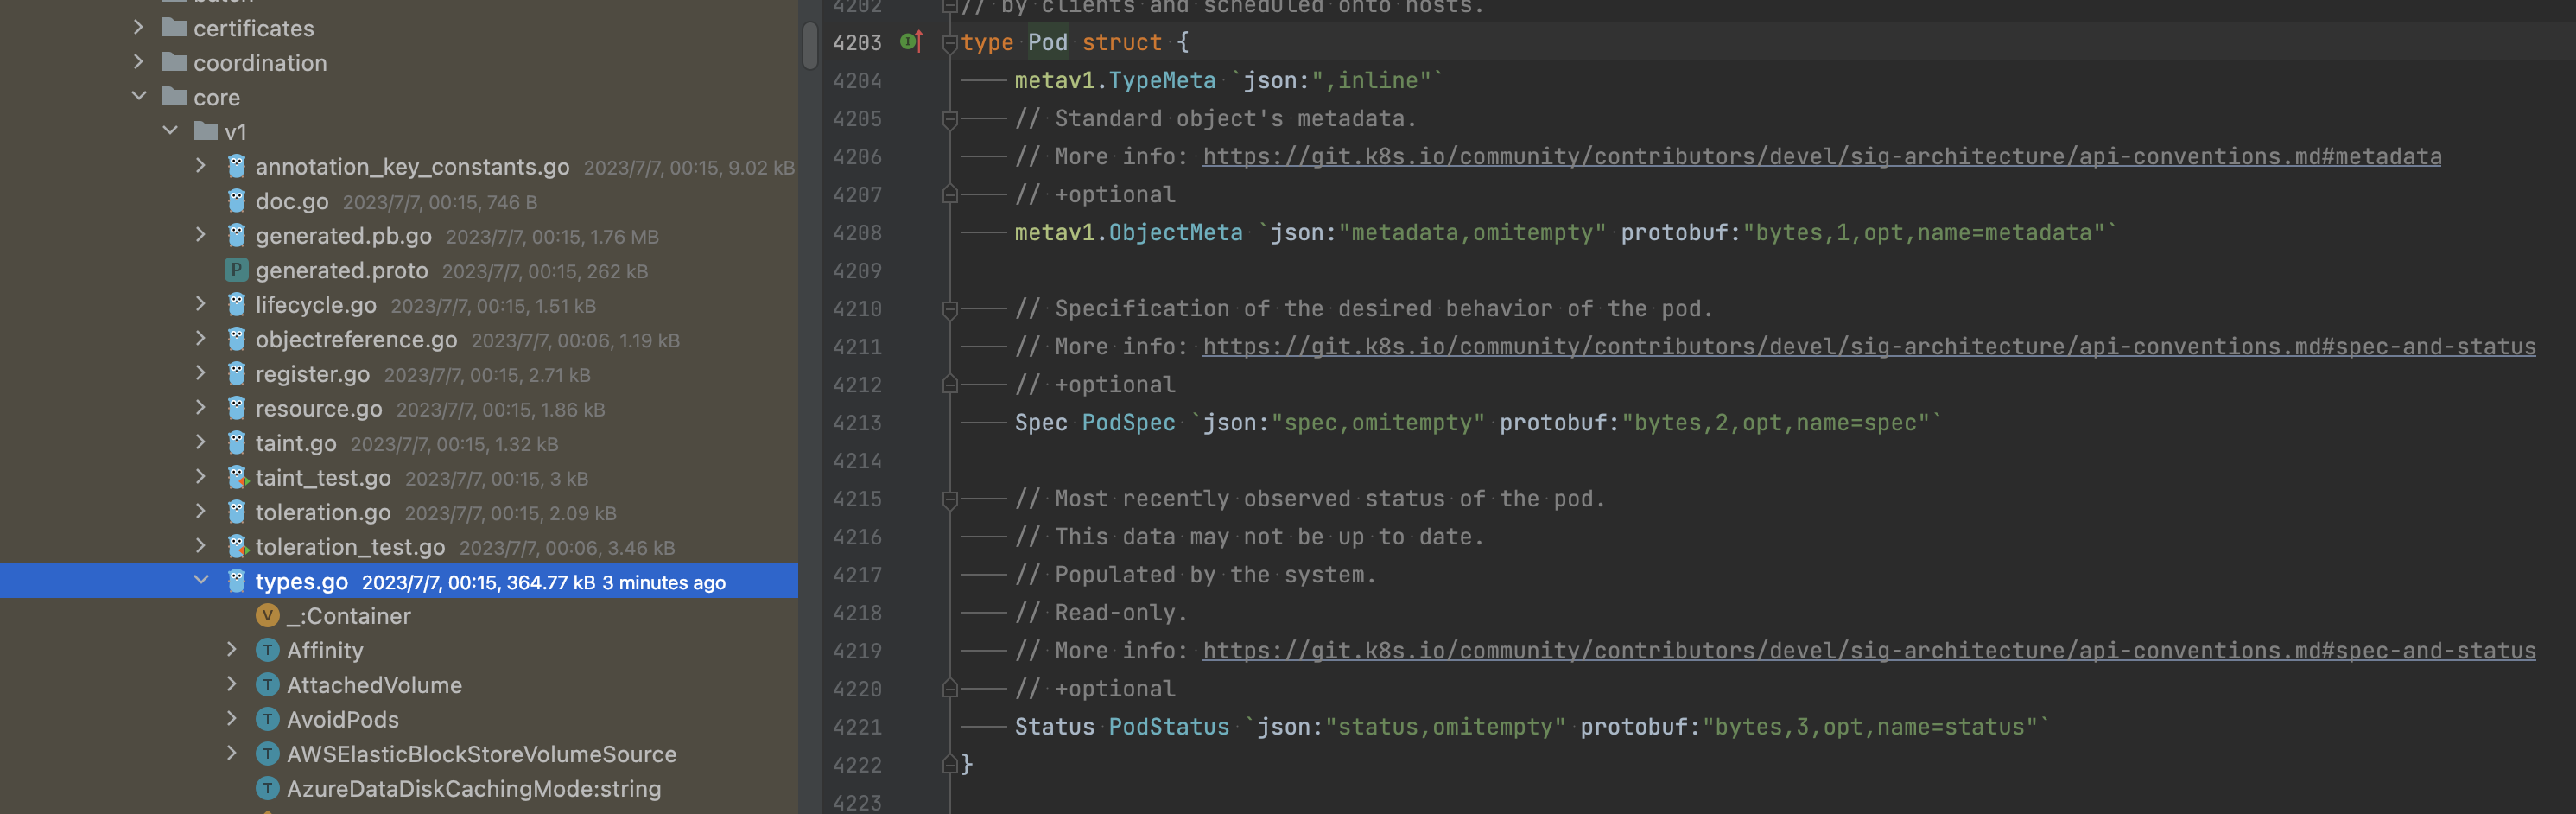 batch
certificates
coordination
core
v1
annotation_key_constants.go 2023/7/7, 00:15, 9.02 kB
doc.go 2023/7/7, 00:15, 746 B
generated.pb.go 2023/7/7, 00:15, 1.76 MB
P generated.proto 2023/7/7, 00:15, 262 kB
lifecycle.go 2023/7/7, 00:15, 1.51 kB
objectreference.go 2023/7/7, 00:06, 1.19 kB
register.go 2023/7/7, 00:15, 2.71 kB
resource.go 2023/7/7, 00:15, 1.86 kB
taint.go 2023/7/7, 00:15, 1.32 kB
taint_test.go 2023/7/7, 00:15, 3 kB
toleration.go 2023/7/7, 00:15, 2.09 kB
toleration_test.go 2023/7/7, 00:06, 3.46 kB
types.go 2023/7/7, 00:15, 364.77 kB 3 minutes ago
V _:Container
T Affinity
T AttachedVolume
T AvoidPods
T AWSElasticBlockStoreVolumeSource
T AzureDataDiskCachingMode:string
4202 // by clients and scheduled onto hosts.
4203 I type Pod struct {
4204 metav1.TypeMeta `json:",inline"`
4205 // Standard object's metadata.
4206 // More info: https://git.k8s.io/community/contributors/devel/sig-architecture/api-conventions.md#metadata
4207 // +optional
4208 metav1.ObjectMeta `json:"metadata,omitempty" protobuf:"bytes,1,opt,name=metadata"`
4209
4210 // Specification of the desired behavior of the pod.
4211 // More info: https://git.k8s.io/community/contributors/devel/sig-architecture/api-conventions.md#spec-and-status
4212 // +optional
4213 Spec PodSpec `json:"spec,omitempty" protobuf:"bytes,2,opt,name=spec"`
4214
4215 // Most recently observed status of the pod.
4216 // This data may not be up to date.
4217 // Populated by the system.
4218 // Read-only.
4219 // More info: https://git.k8s.io/community/contributors/devel/sig-architecture/api-conventions.md#spec-and-status
4220 // +optional
4221 Status PodStatus `json:"status,omitempty" protobuf:"bytes,3,opt,name=status"`
4222 }
4223